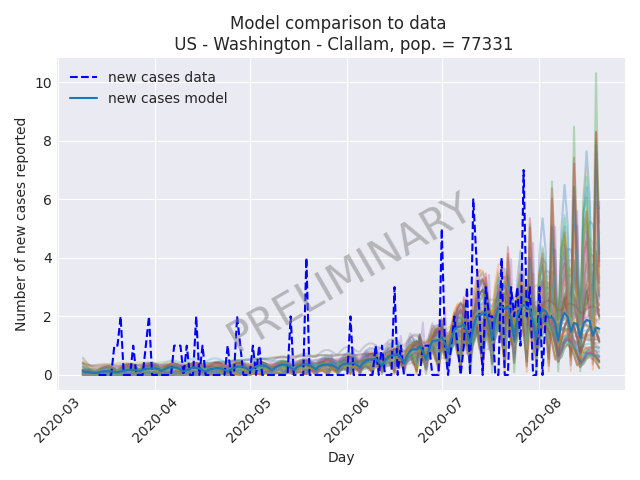 Model comparison to data
US - Washington - Clallam, pop. = 77331
new cases data
new cases model
PRELIMINARY
Number of new cases reported
10
8
6
4
2
0
2020-03
2020-04
2020-05
2020-06
2020-07
2020-08
Day